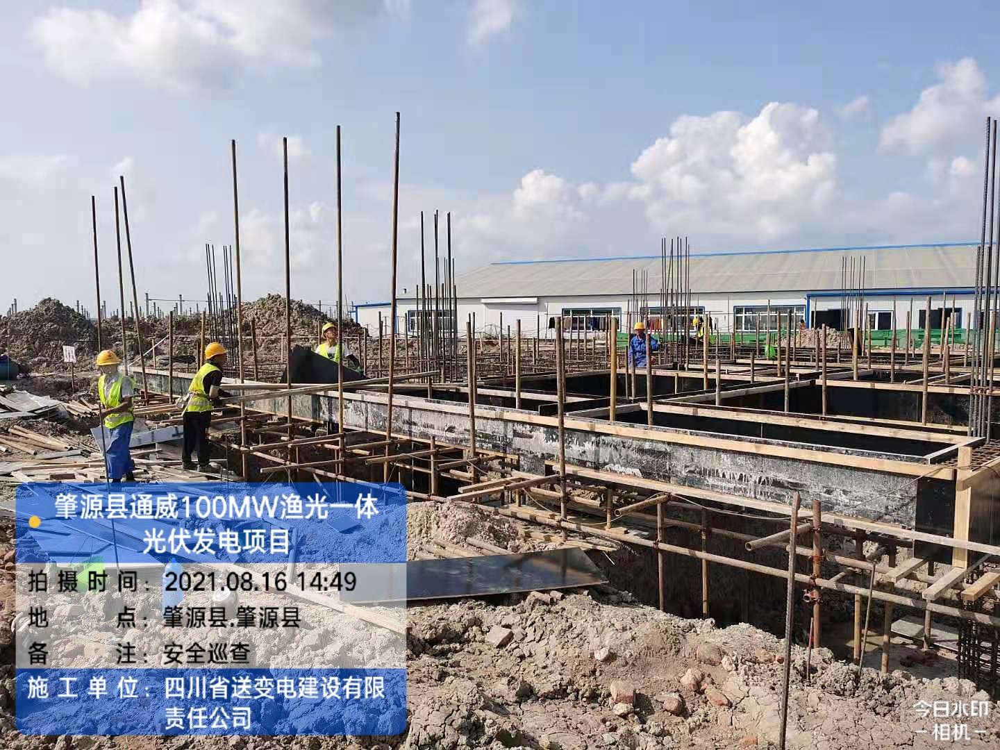 肇源县通威100MW渔光一体
光伏发电项目
拍摄时间：2021.08.16 14:49
地点：肇源县.肇源县
备注：安全巡查
施工单位：四川省送变电建设有限
责任公司
今日水印
-相机-